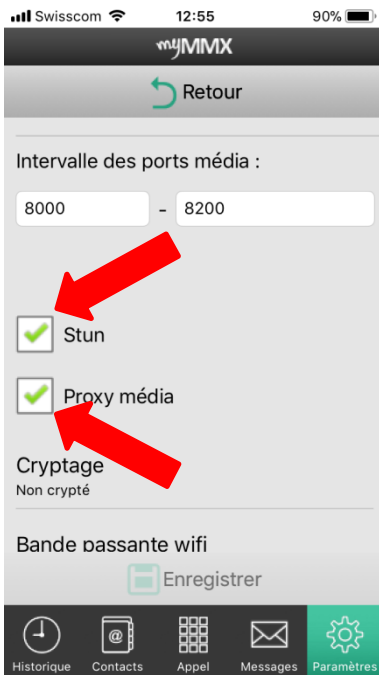 Swisscom 12:55 90%
myMMX
Retour
Intervalle des ports média :
8000 - 8200
Stun
Proxy média
Cryptage
Non crypté
Bande passante wifi
Enregistrer
@
Historique Contacts Appel Messages Paramètres